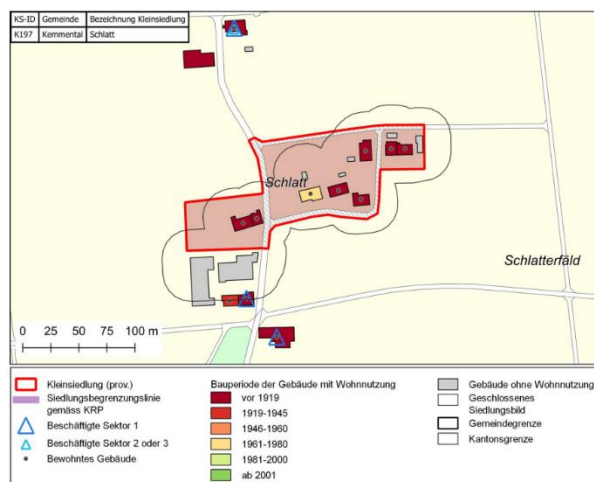 KS-ID Gemeinde Bezeichnung Kleinsiedlung
K197 Kemmental Schlatt
Schlatt
Schlatterfäld
0 25 50 75 100 m
Kleinsiedlung (prov.)
Siedlungsbegrenzungslinie
gemäss KRP
Beschäftigte Sektor 1
Beschäftigte Sektor 2 oder 3
Bewohntes Gebäude
Bauperiode der Gebäude mit Wohnnutzung
vor 1919
1919-1945
1946-1960
1961-1980
1981-2000
ab 2001
Gebäude ohne Wohnnutzung
Geschlossenes
Siedlungsbild
Gemeindegrenze
Kantonsgrenze